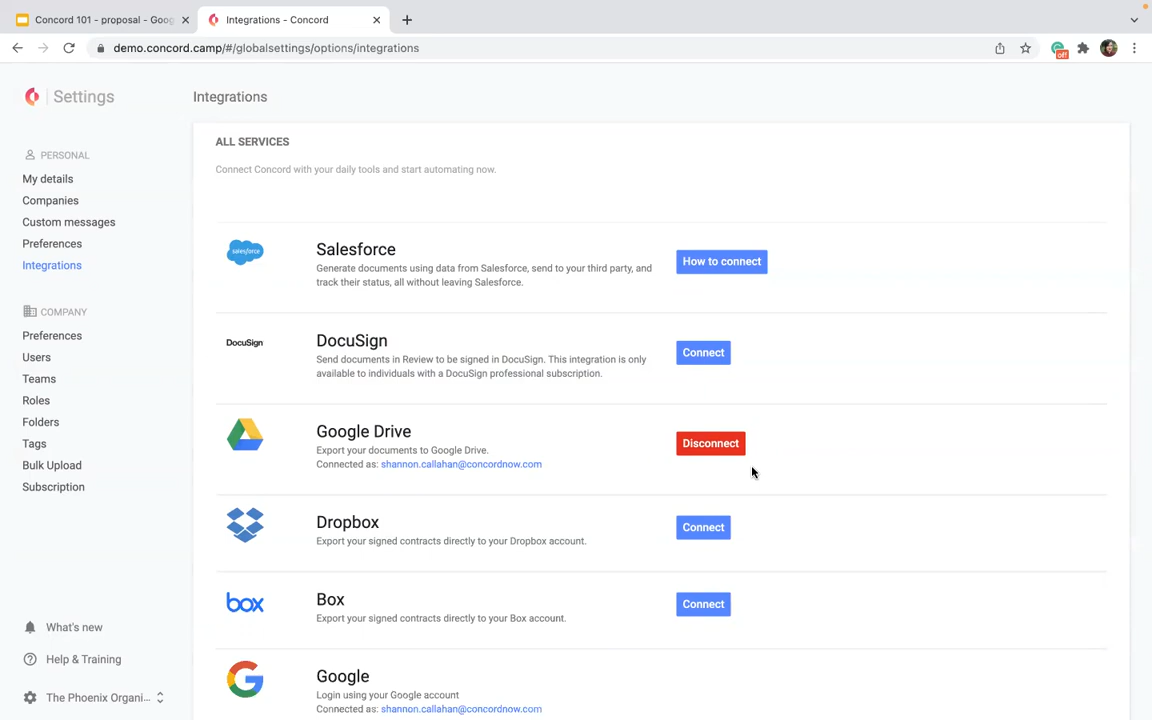 Concord 101 - proposal - Goog
Integrations - Concord
demo.concord.camp/#/globalsettings/options/integrations
off
Settings
Integrations
PERSONAL
My details
Companies
Custom messages
Preferences
Integrations
COMPANY
Preferences
Users
Teams
Roles
Folders
Tags
Bulk Upload
Subscription
What's new
Help & Training
The Phoenix Organi...
ALL SERVICES
Connect Concord with your daily tools and start automating now.
salesforce
Salesforce
Generate documents using data from Salesforce, send to your third party, and
track their status, all without leaving Salesforce.
How to connect
DocuSign
DocuSign
Send documents in Review to be signed in DocuSign. This integration is only
available to individuals with a DocuSign professional subscription.
Connect
Google Drive
Export your documents to Google Drive.
Connected as: shannon.callahan@concordnow.com
Disconnect
Dropbox
Export your signed contracts directly to your Dropbox account.
Connect
box
Box
Export your signed contracts directly to your Box account.
Connect
Google
Login using your Google account
Connected as: shannon.callahan@concordnow.com